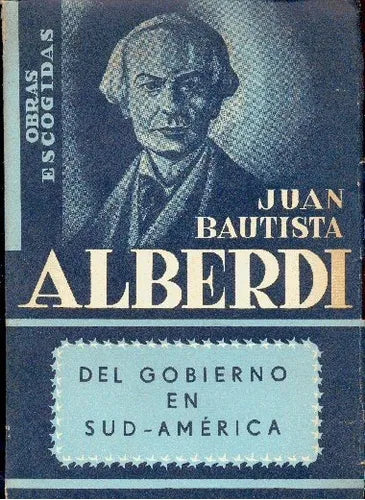 OBRAS
ESCOGIDAS
JUAN
BAUTISTA
ALBERDI
DEL GOBIERNO
EN
SUD-AMÉRICA